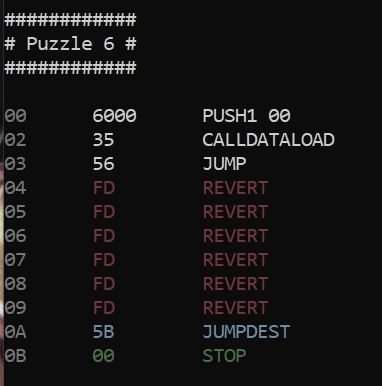 ############
# Puzzle 6 #
############
00 6000 PUSH1 00
02 35 CALLDATALOAD
03 56 JUMP
04 FD REVERT
05 FD REVERT
06 FD REVERT
07 FD REVERT
08 FD REVERT
09 FD REVERT
0A 5B JUMPDEST
0B 00 STOP